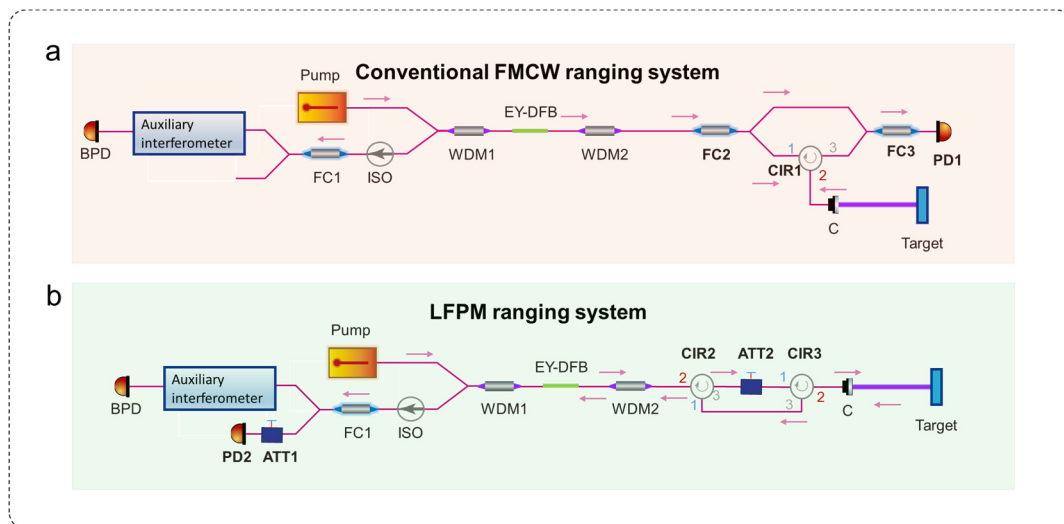 a
Conventional FMCW ranging system
Pump
EY-DFB
Auxiliary
interferometer
BPD
FC1
ISO
WDM1
WDM2
FC2
1
3
CIR1
2
FC3
PD1
C
Target
b
LFPM ranging system
Pump
EY-DFB
CIR2
ATT2
CIR3
Auxiliary
interferometer
BPD
FC1
ISO
WDM1
WDM2
2
3
1
1
3
2
C
Target
PD2
ATT1